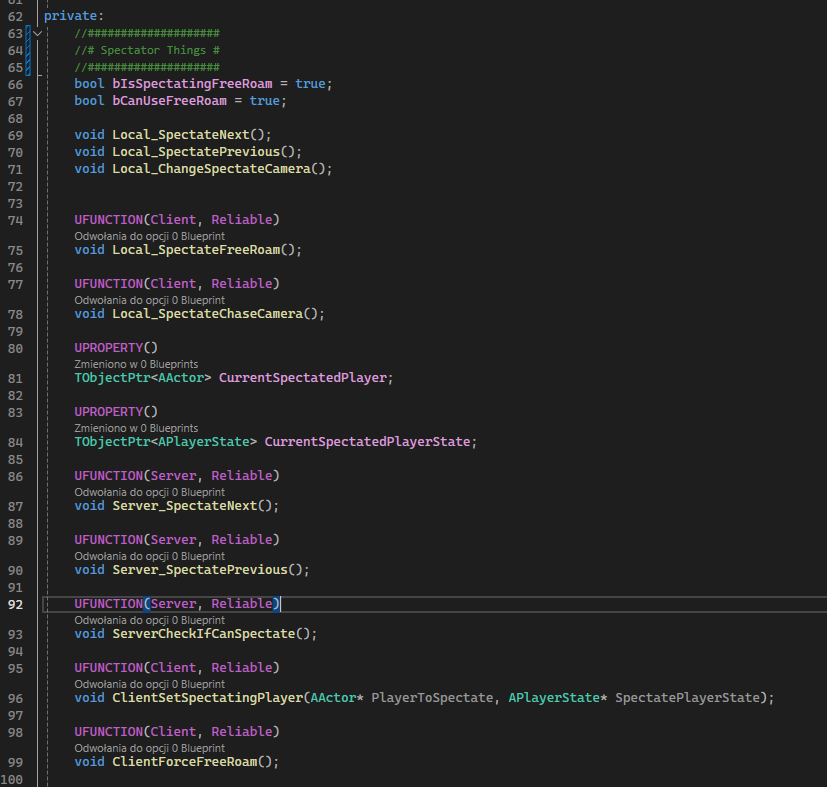 61
62 private:
63 //####################
64 //# Spectator Things #
65 //####################
66 bool bIsSpectatingFreeRoam = true;
67 bool bCanUseFreeRoam = true;
68
69 void Local_SpectateNext();
70 void Local_SpectatePrevious();
71 void Local_ChangeSpectateCamera();
72
73
74 UFUNCTION(Client, Reliable)
Odwołania do opcji 0 Blueprint
75 void Local_SpectateFreeRoam();
76
77 UFUNCTION(Client, Reliable)
Odwołania do opcji 0 Blueprint
78 void Local_SpectateChaseCamera();
79
80 UPROPERTY()
Zmieniono w 0 Blueprints
81 TObjectPtr<AActor> CurrentSpectatedPlayer;
82
83 UPROPERTY()
Zmieniono w 0 Blueprints
84 TObjectPtr<APlayerState> CurrentSpectatedPlayerState;
85
86 UFUNCTION(Server, Reliable)
Odwołania do opcji 0 Blueprint
87 void Server_SpectateNext();
88
89 UFUNCTION(Server, Reliable)
Odwołania do opcji 0 Blueprint
90 void Server_SpectatePrevious();
91
92 UFUNCTION(Server, Reliable)
Odwołania do opcji 0 Blueprint
93 void ServerCheckIfCanSpectate();
94
95 UFUNCTION(Client, Reliable)
Odwołania do opcji 0 Blueprint
96 void ClientSetSpectatingPlayer(AActor* PlayerToSpectate, APlayerState* SpectatePlayerState);
97
98 UFUNCTION(Client, Reliable)
Odwołania do opcji 0 Blueprint
99 void ClientForceFreeRoam();
100